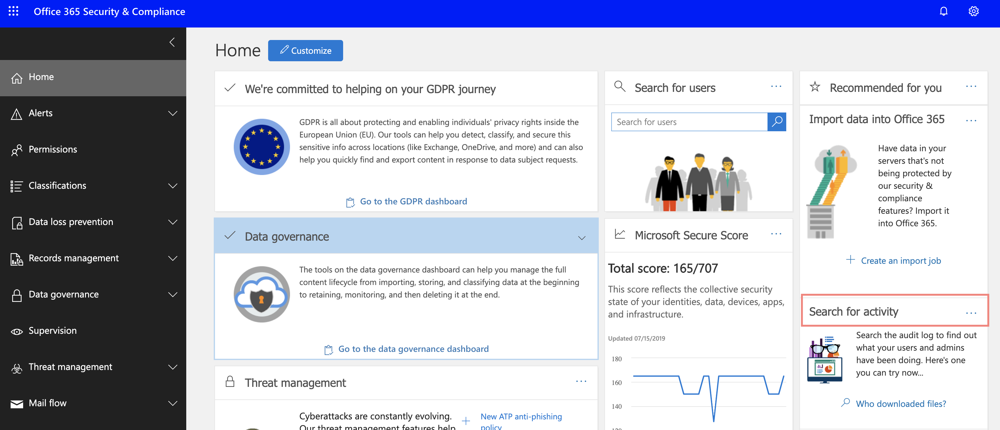 Office 365 Security & Compliance
Home
Alerts
Permissions
Classifications
Data loss prevention
Records management
Data governance
Supervision
Threat management
Mail flow
Home
Customize
We're committed to helping on your GDPR journey
GDPR is all about protecting and enabling individuals' privacy rights inside the
European Union (EU). Our tools can help you detect, classify, and secure this
sensitive info across locations (like Exchange, OneDrive, and more) and can also
help you quickly find and export content in response to data subject requests.
Go to the GDPR dashboard
Data governance
The tools on the data governance dashboard can help you manage the full
content lifecycle from importing, storing, and classifying data at the beginning
to retaining, monitoring, and then deleting it at the end.
Go to the data governance dashboard
Threat management
Cyberattacks are constantly evolving.
Our threat management features help
New ATP anti-phishing
policy
Search for users
Search for users
Microsoft Secure Score
Total score: 165/707
This score reflects the collective security
state of your identities, data, devices, apps,
and infrastructure.
Updated 07/15/2019
180
160
140
120
Recommended for you
Import data into Office 365
Have data in your
servers that's not
being protected by
our security &
compliance
features? Import it
into Office 365.
Create an import job
Search for activity
Search the audit log to find out
what your users and admins
have been doing. Here's one
you can try now...
Who downloaded files?